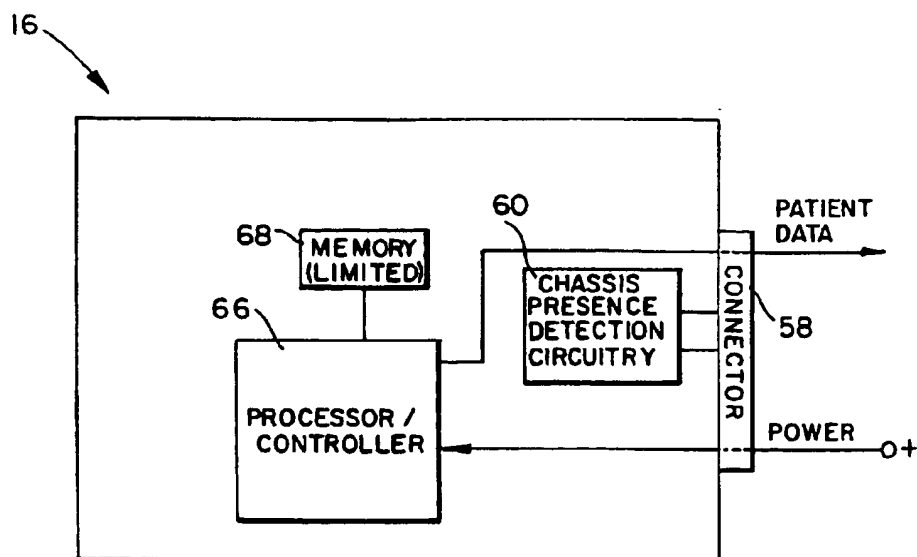 16
60
PATIENT
DATA
68
MEMORY
(LIMITED)
CHASSIS
PRESENCE
DETECTION
CIRCUITRY
CONNECTOR
58
66
PROCESSOR /
CONTROLLER
POWER
+